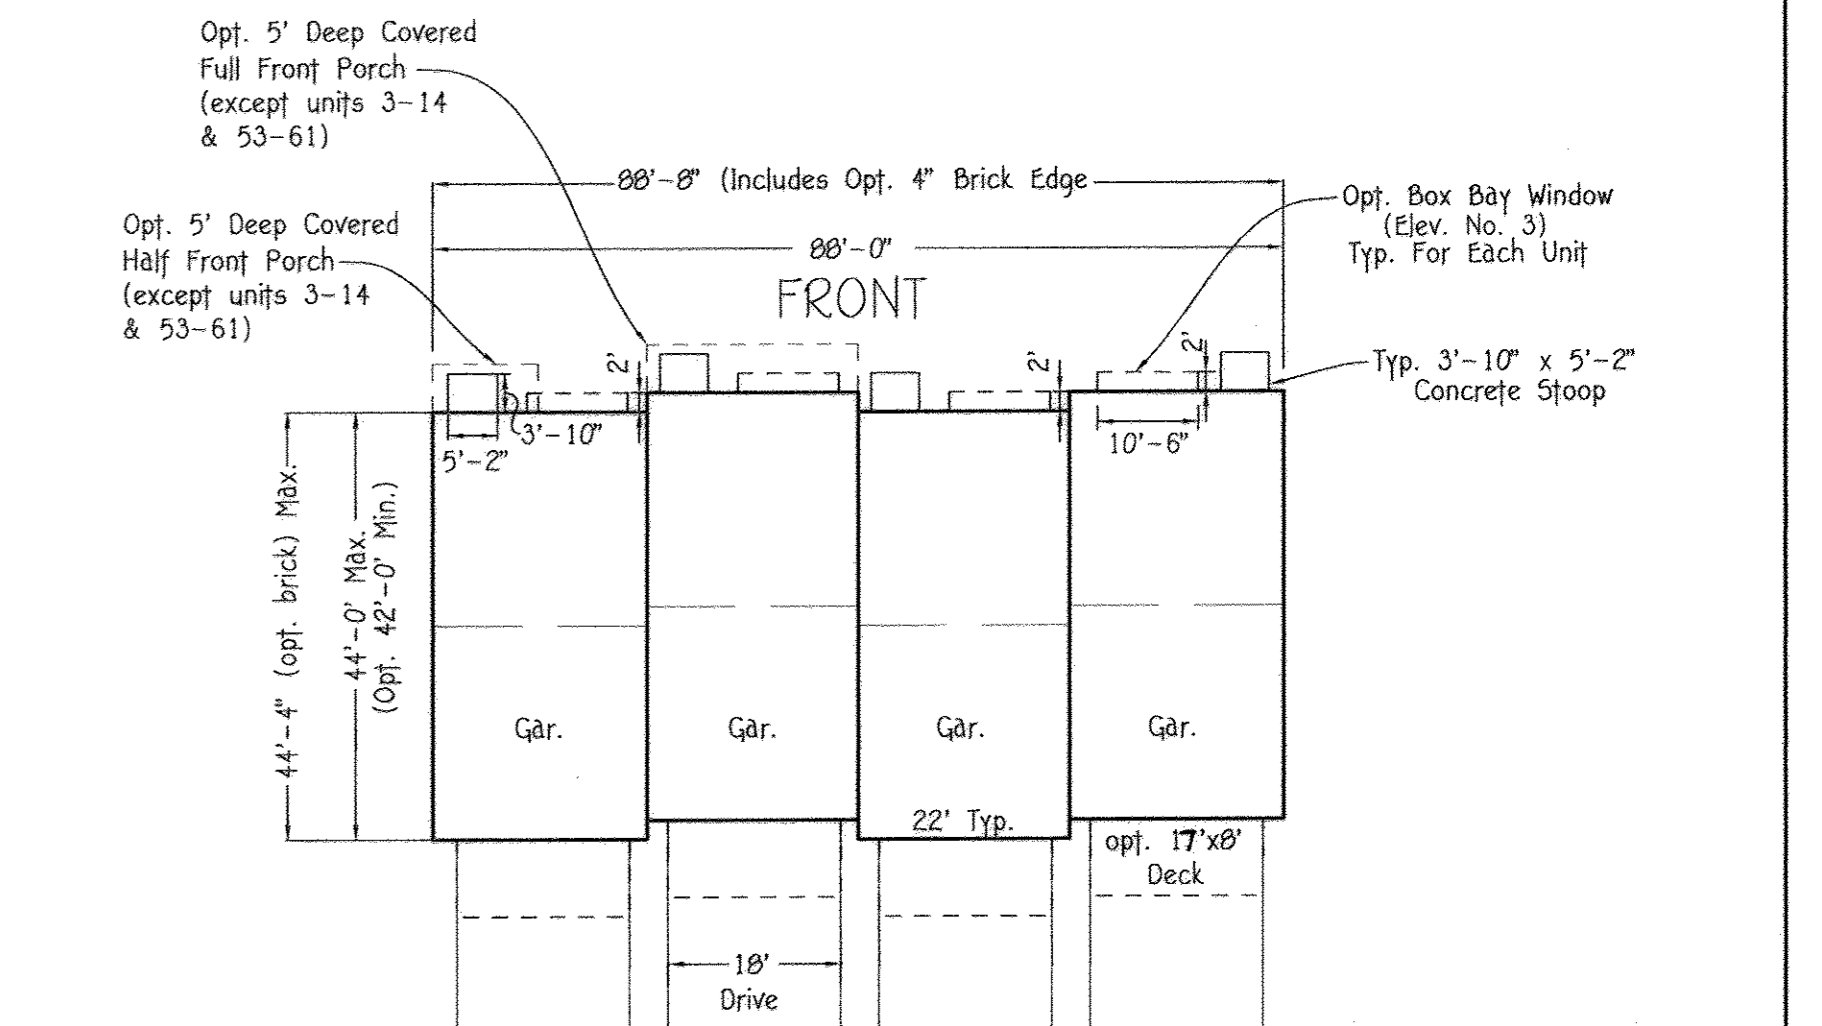 Opt. 5' Deep Covered
Full Front Porch
(except units 3-14
& 53-61)
88'-8" (Includes Opt. 4" Brick Edge
Opt. Box Bay Window
(Elev. No. 3)
Typ. For Each Unit
Opt. 5' Deep Covered
Half Front Porch
(except units 3-14
& 53-61)
88'-0"
FRONT
2'
2'
2'
Typ. 3'-10" x 5'-2"
Concrete Stoop
3'-10"
5'-2"
10'-6"
44'-4" (opt. brick) Max.
44'-0' Max.
(Opt. 42'-0' Min.)
Gar.
Gar.
Gar.
Gar.
22' Typ.
opt. 17'x8'
Deck
18'
Drive